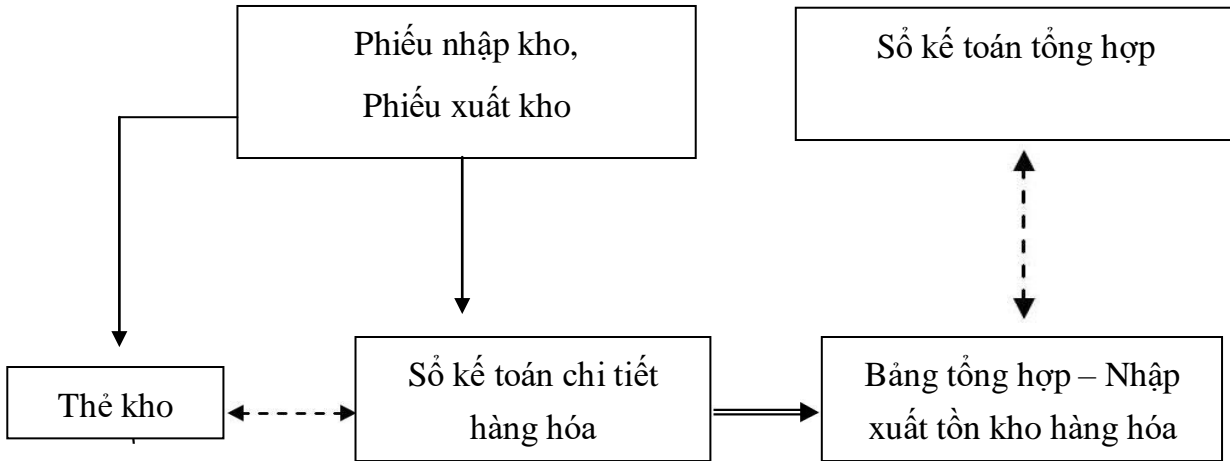 Phiếu nhập kho,
Phiếu xuất kho
Sổ kế toán tổng hợp
Thẻ kho
Sổ kế toán chi tiết
hàng hóa
Bảng tổng hợp – Nhập
xuất tồn kho hàng hóa